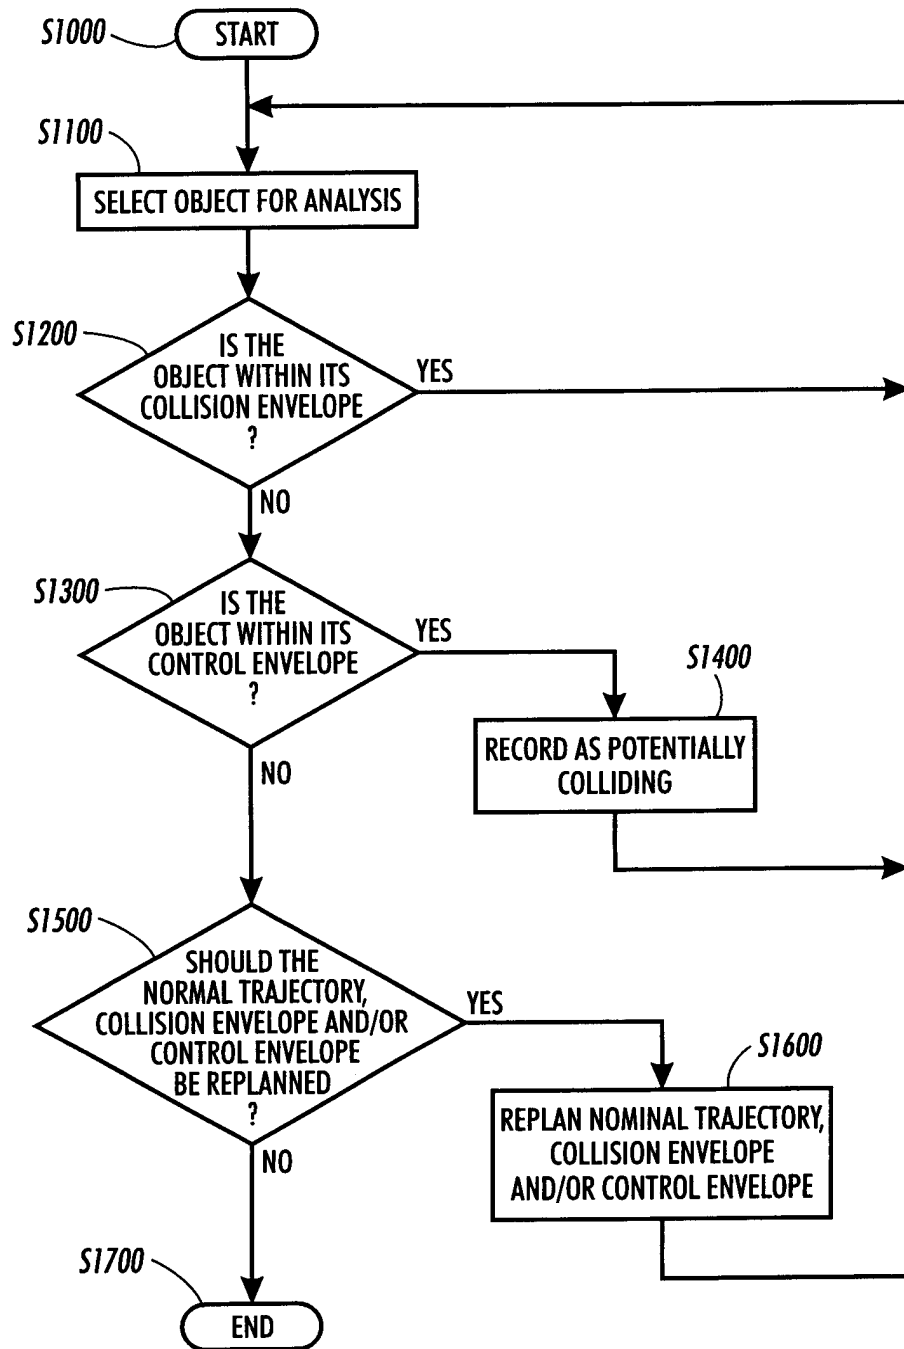 S1000
START
S1100
SELECT OBJECT FOR ANALYSIS
S1200
IS THE
OBJECT WITHIN ITS
COLLISION ENVELOPE
?
YES
NO
S1300
IS THE
OBJECT WITHIN ITS
CONTROL ENVELOPE
?
YES
S1400
RECORD AS POTENTIALLY
COLLIDING
NO
S1500
SHOULD THE
NORMAL TRAJECTORY,
COLLISION ENVELOPE AND/OR
CONTROL ENVELOPE
BE REPLANNED
?
YES
S1600
REPLAN NOMINAL TRAJECTORY,
COLLISION ENVELOPE
AND/OR CONTROL ENVELOPE
NO
S1700
END